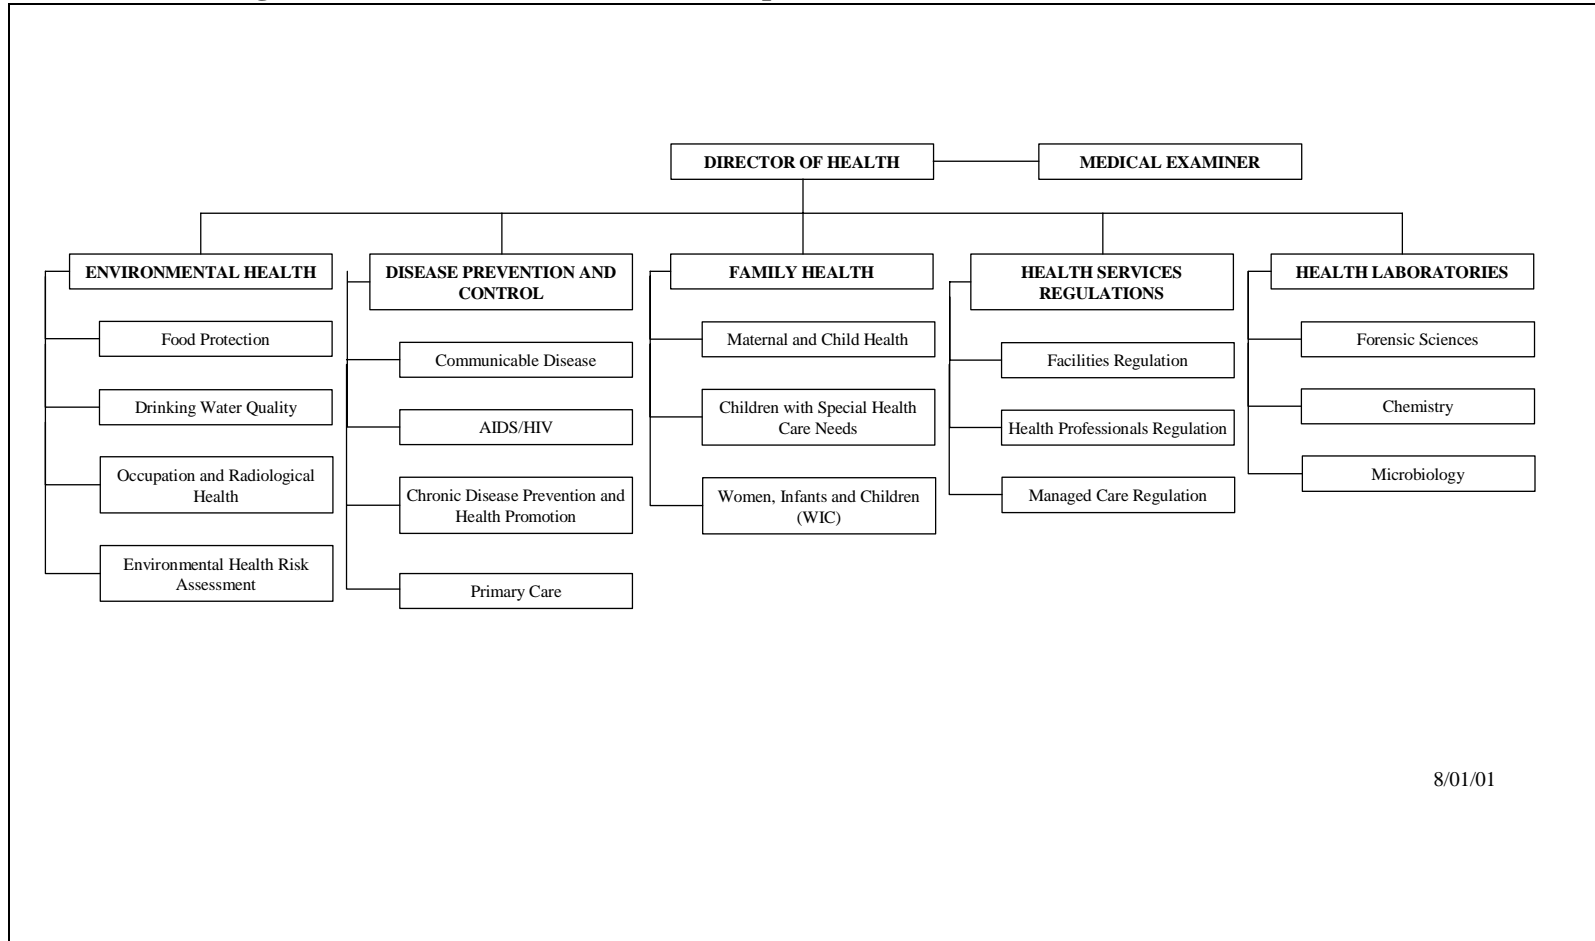 DIRECTOR OF HEALTH
MEDICAL EXAMINER
ENVIRONMENTAL HEALTH
Food Protection
Drinking Water Quality
Occupation and Radiological
Health
Environmental Health Risk
Assessment
DISEASE PREVENTION AND
CONTROL
Communicable Disease
AIDS/HIV
Chronic Disease Prevention and
Health Promotion
Primary Care
FAMILY HEALTH
Maternal and Child Health
Children with Special Health
Care Needs
Women, Infants and Children
(WIC)
HEALTH SERVICES
REGULATIONS
Facilities Regulation
Health Professionals Regulation
Managed Care Regulation
HEALTH LABORATORIES
Forensic Sciences
Chemistry
Microbiology
8/01/01